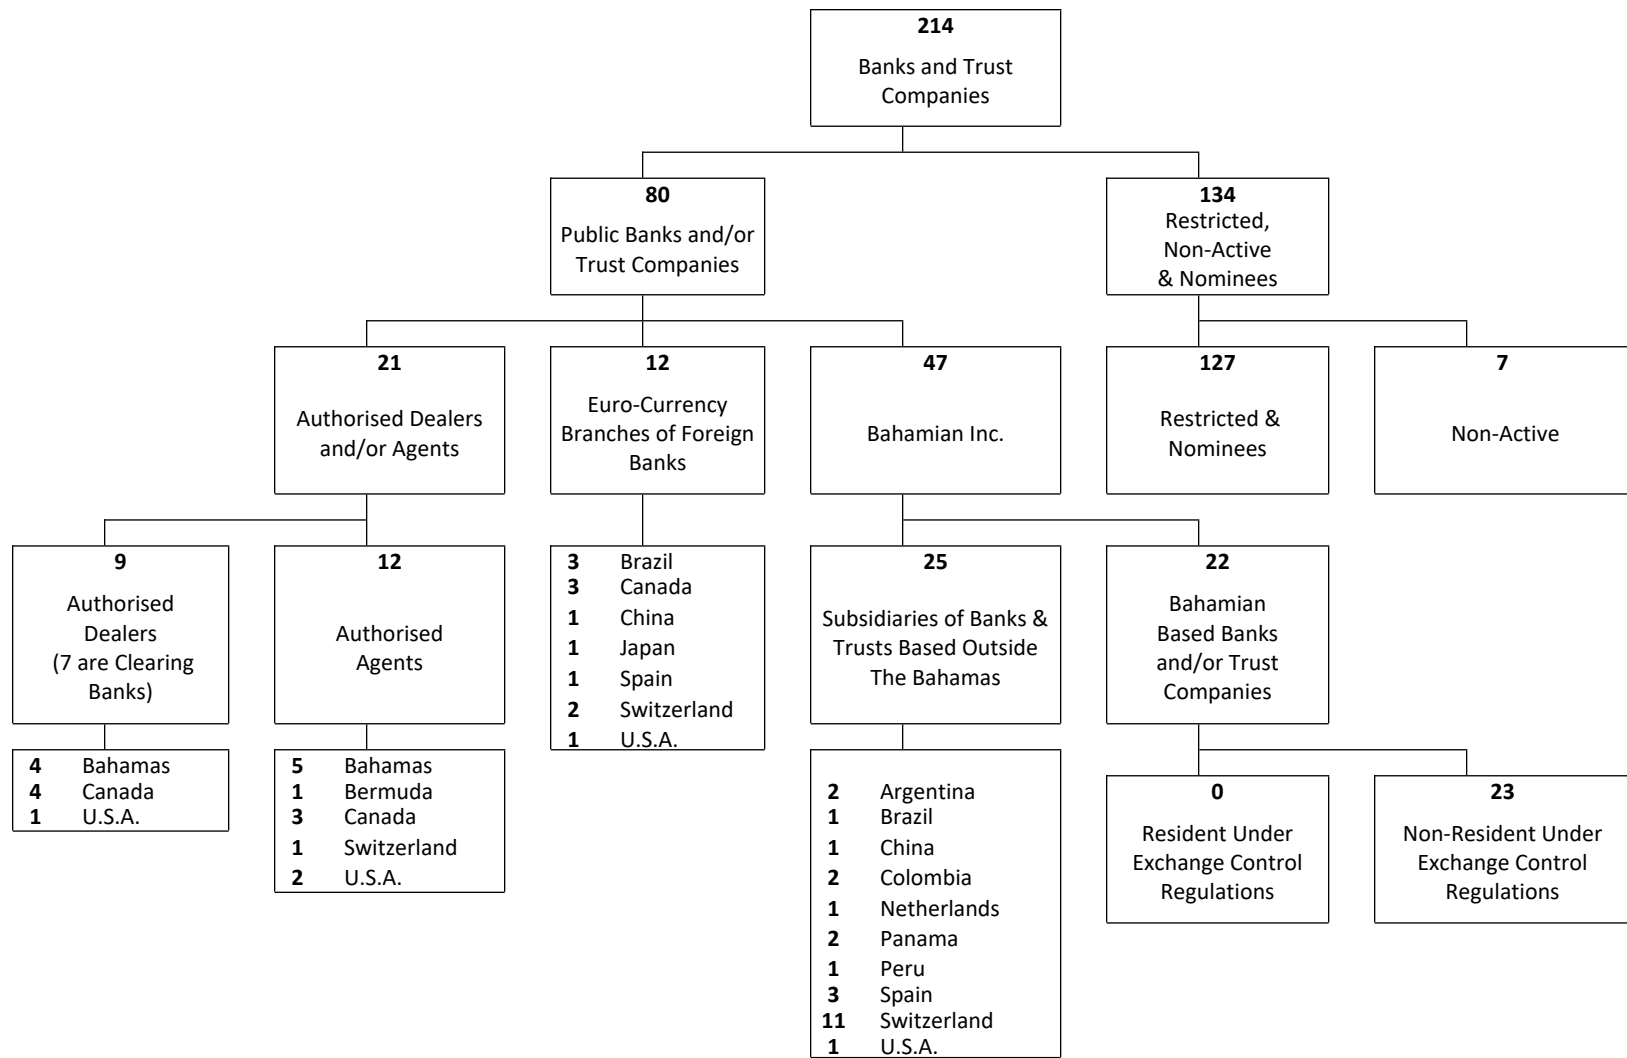 214
Banks and Trust
Companies
80
Public Banks and/or
Trust Companies
134
Restricted,
Non-Active
& Nominees
21
Authorised Dealers
and/or Agents
12
Euro-Currency
Branches of Foreign
Banks
47
Bahamian Inc.
127
Restricted &
Nominees
7
Non-Active
9
Authorised
Dealers
(7 are Clearing
Banks)
12
Authorised
Agents
3 Brazil
3 Canada
1 China
1 Japan
1 Spain
2 Switzerland
1 U.S.A.
25
Subsidiaries of Banks &
Trusts Based Outside
The Bahamas
22
Bahamian
Based Banks
and/or Trust
Companies
4 Bahamas
4 Canada
1 U.S.A.
5 Bahamas
1 Bermuda
3 Canada
1 Switzerland
2 U.S.A.
2 Argentina
1 Brazil
1 China
2 Colombia
1 Netherlands
2 Panama
1 Peru
3 Spain
11 Switzerland
1 U.S.A.
0
Resident Under
Exchange Control
Regulations
23
Non-Resident Under
Exchange Control
Regulations